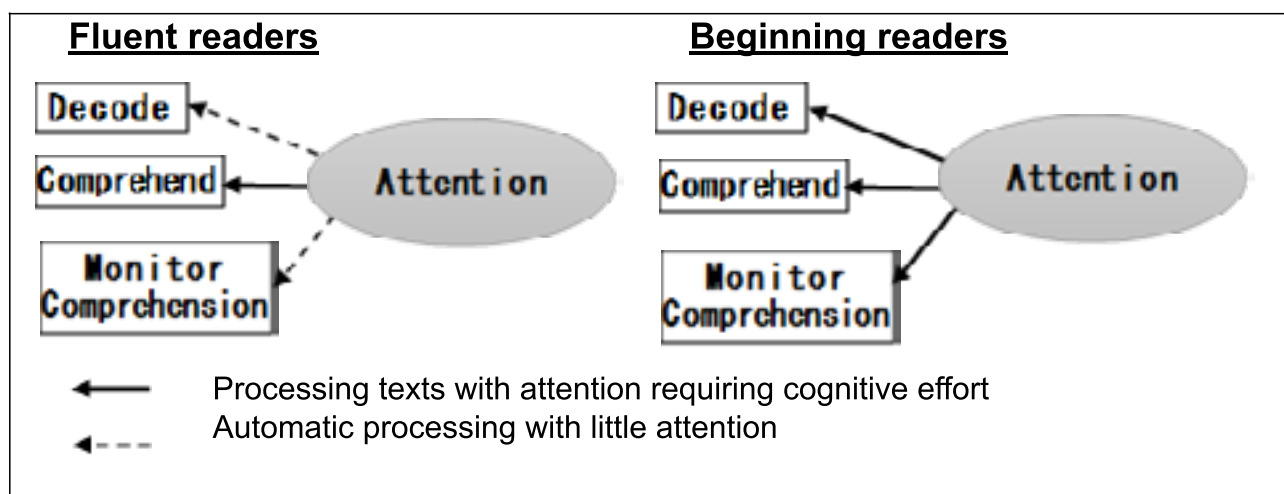 Fluent readers
Decode
Comprehend
Monitor
Comprehension
Attention
Beginning readers
Decode
Comprehend
Monitor
Comprehension
Attention
Processing texts with attention requiring cognitive effort
Automatic processing with little attention